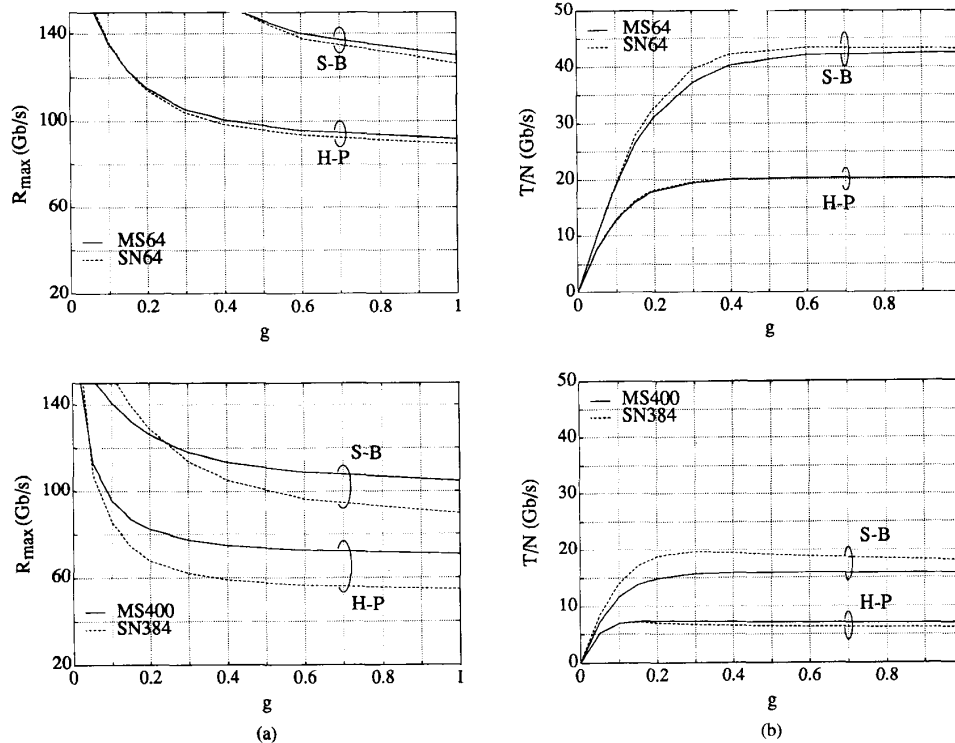 R_max (Gb/s)
140
100
60
20
S-B
H-P
MS64
SN64
0 0.2 0.4 0.6 0.8 1
g
T/N (Gb/s)
50
40
30
20
10
0
MS64
SN64
S-B
H-P
0 0.2 0.4 0.6 0.8
g
R_max (Gb/s)
140
100
60
20
S-B
H-P
MS400
SN384
0 0.2 0.4 0.6 0.8 1
g
(a)
T/N (Gb/s)
50
40
30
20
10
0
MS400
SN384
S-B
H-P
0 0.2 0.4 0.6 0.8
g
(b)